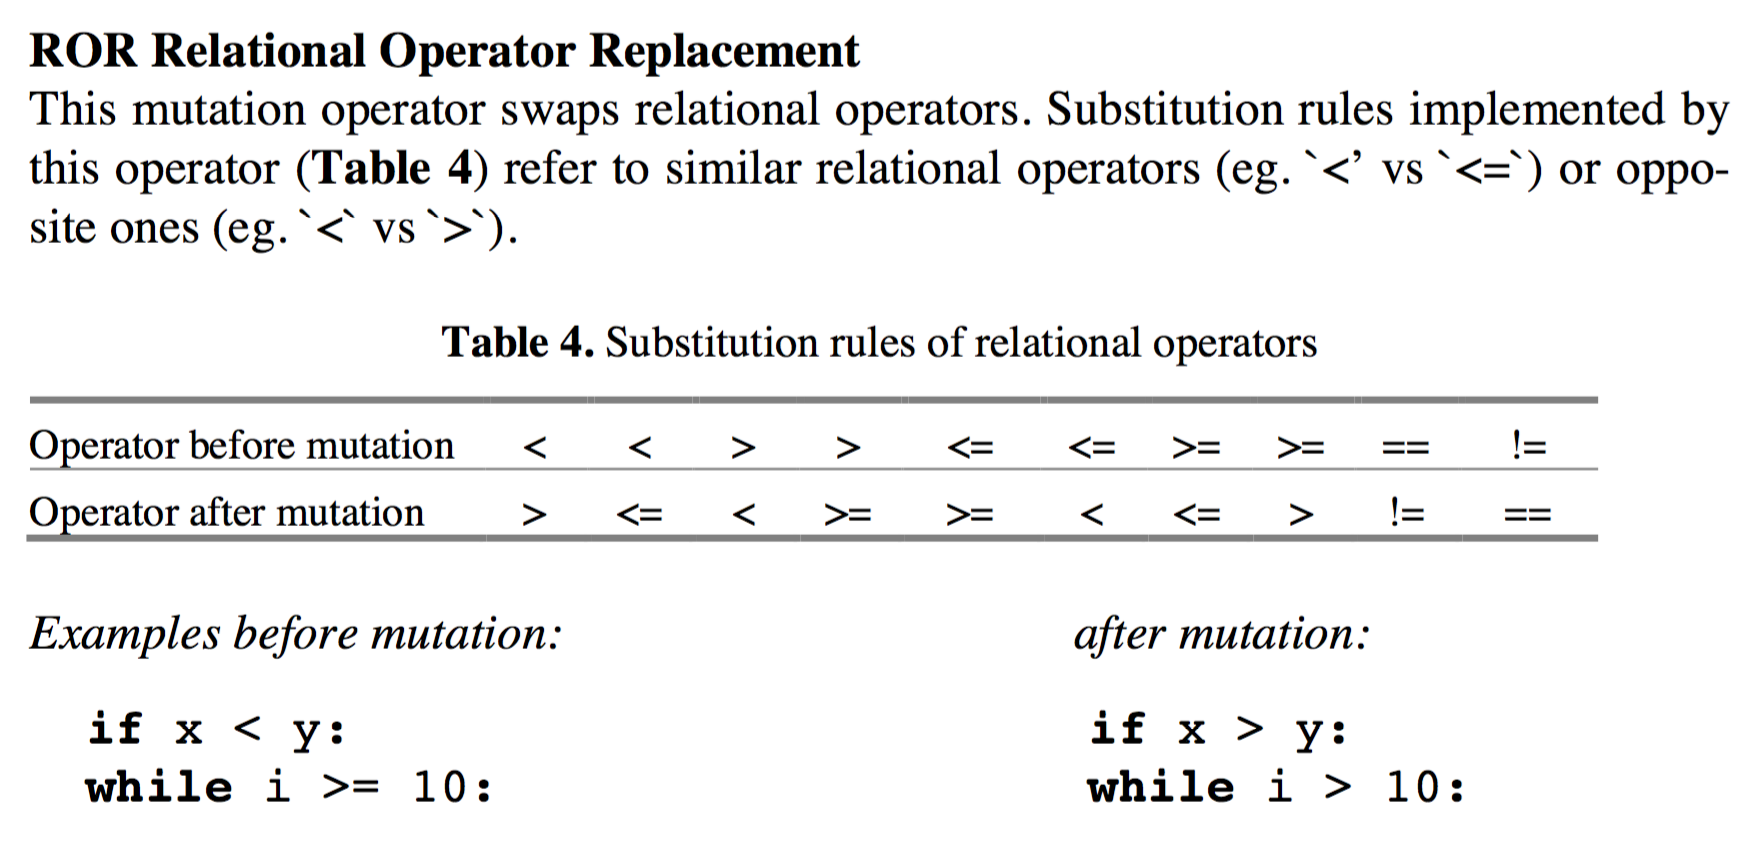 ROR Relational Operator Replacement
This mutation operator swaps relational operators. Substitution rules implemented by
this operator (Table 4) refer to similar relational operators (eg. `<’ vs `<=`) or oppo-
site ones (eg. `<` vs `>`).
Table 4. Substitution rules of relational operators
Operator before mutation < < > > <= <= >= >= == !=
Operator after mutation > <= < >= >= < <= > != ==
Examples before mutation: after mutation:
if x < y: if x > y:
while i >= 10: while i > 10: